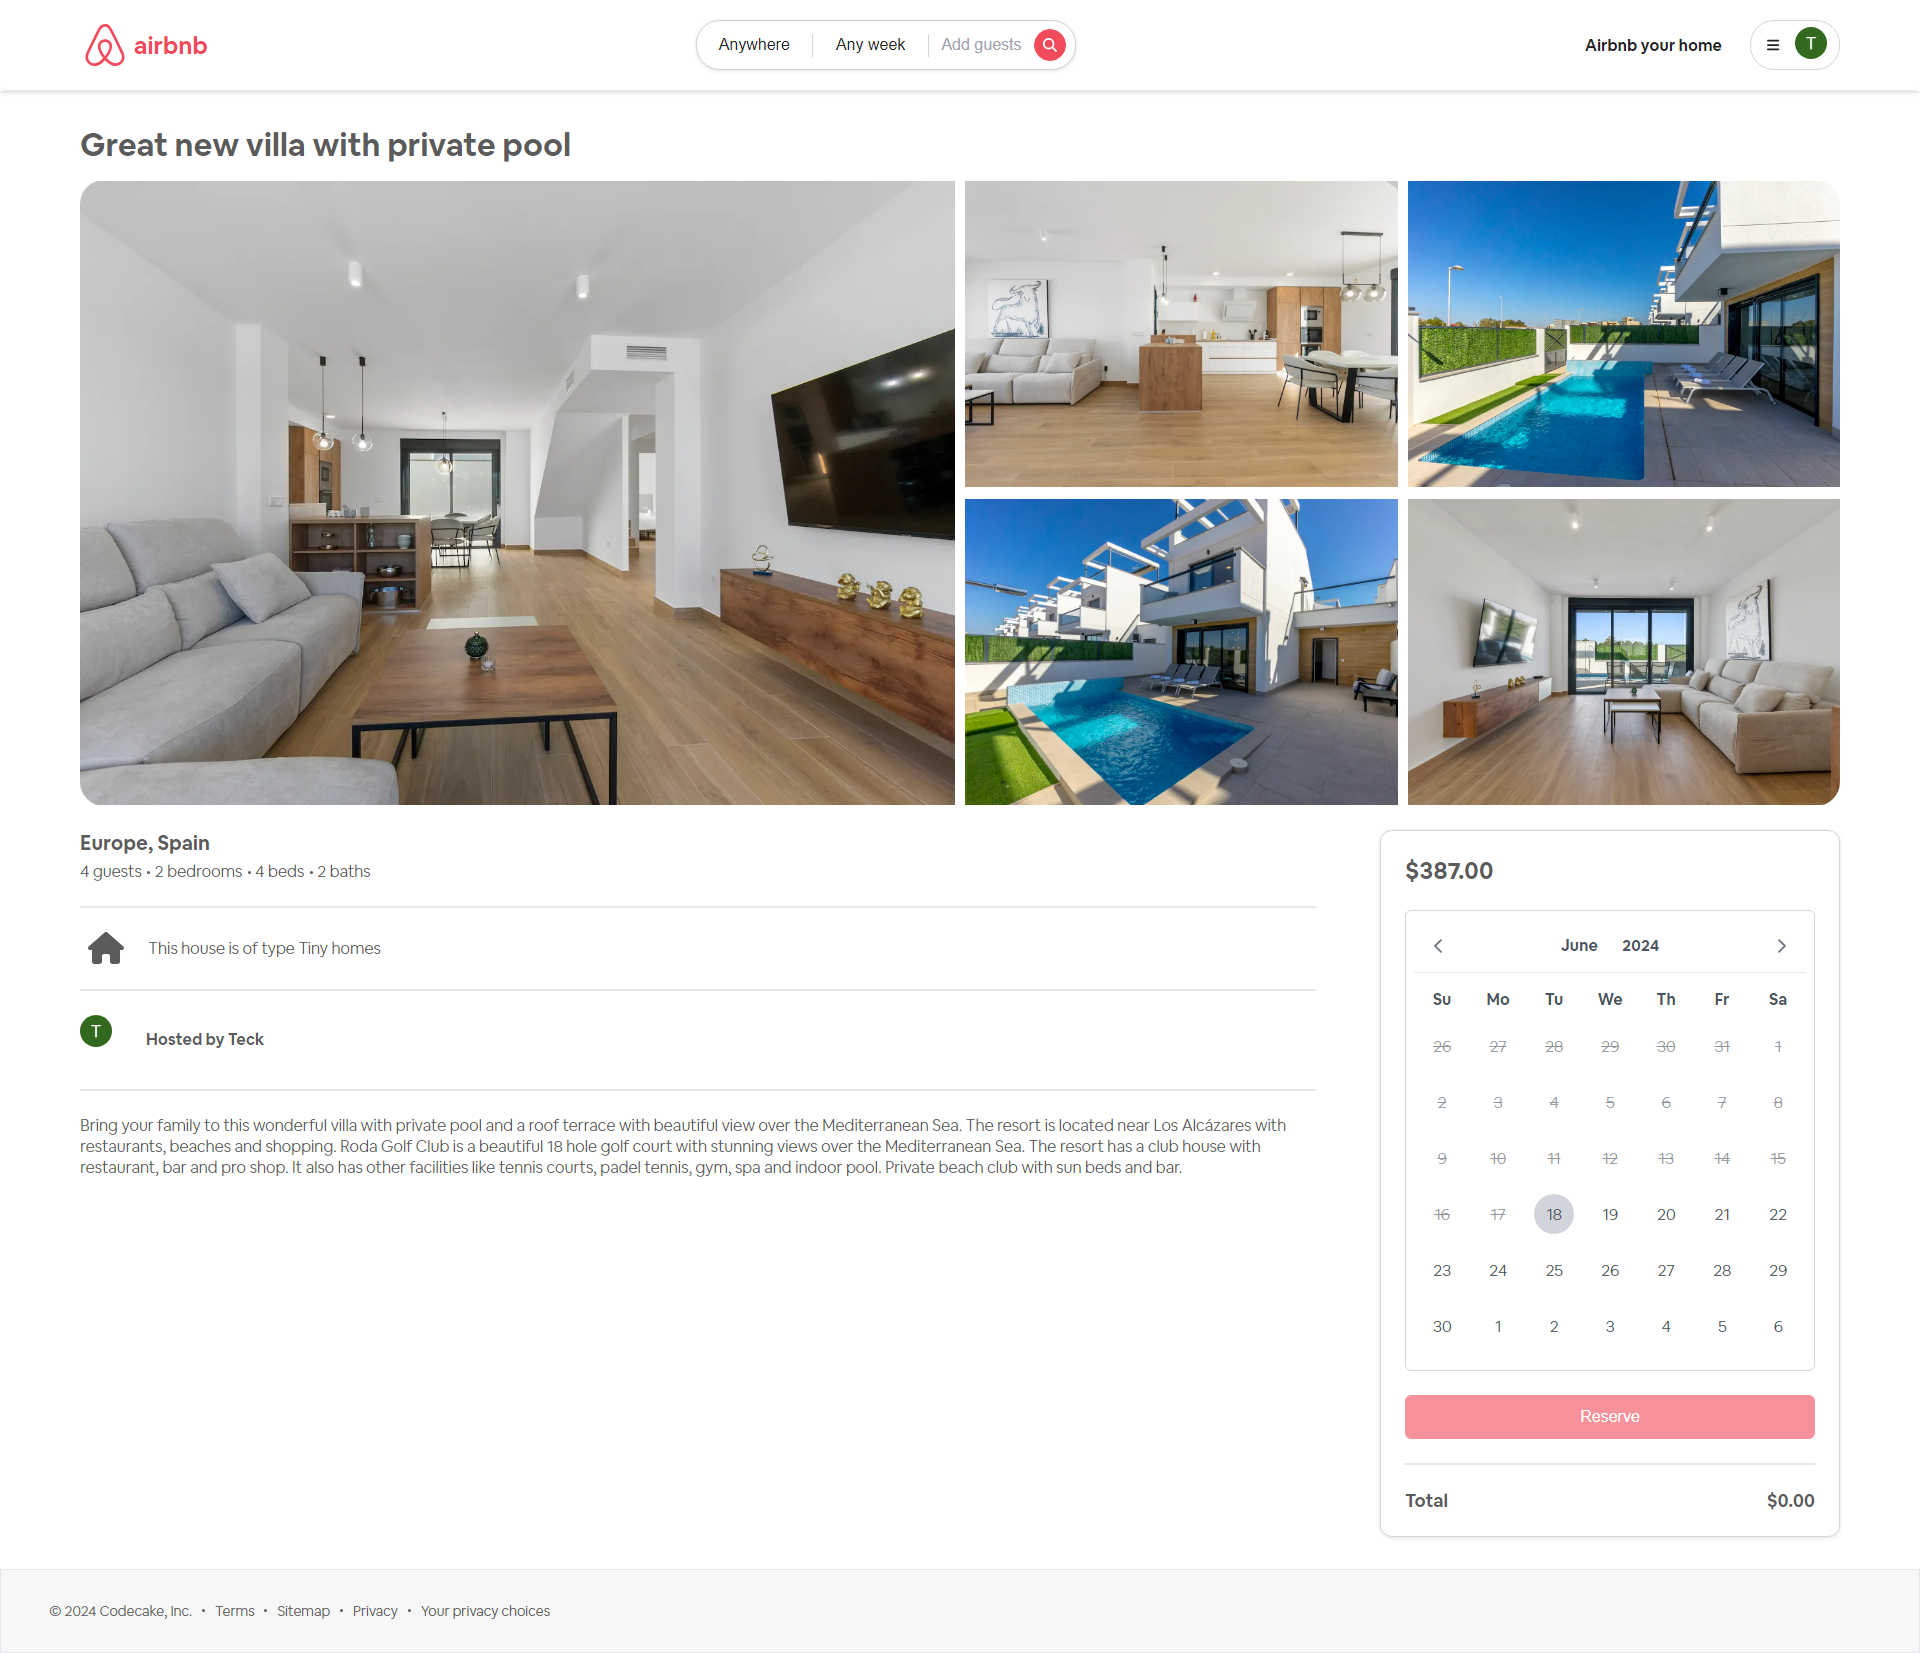 airbnb
Anywhere
Any week
Add guests
Airbnb your home
T
Great new villa with private pool
Europe, Spain
4 guests • 2 bedrooms • 4 beds • 2 baths
This house is of type Tiny homes
T
Hosted by Teck
Bring your family to this wonderful villa with private pool and a roof terrace with beautiful view over the Mediterranean Sea. The resort is located near Los Alcázares with
restaurants, beaches and shopping. Roda Golf Club is a beautiful 18 hole golf court with stunning views over the Mediterranean Sea. The resort has a club house with
restaurant, bar and pro shop. It also has other facilities like tennis courts, padel tennis, gym, spa and indoor pool. Private beach club with sun beds and bar.
$387.00
June 2024
Su Mo Tu We Th Fr Sa
26 27 28 29 30 31 1
2 3 4 5 6 7 8
9 10 11 12 13 14 15
16 17 18 19 20 21 22
23 24 25 26 27 28 29
30 1 2 3 4 5 6
Reserve
Total $0.00
© 2024 Codecake, Inc. • Terms • Sitemap • Privacy • Your privacy choices